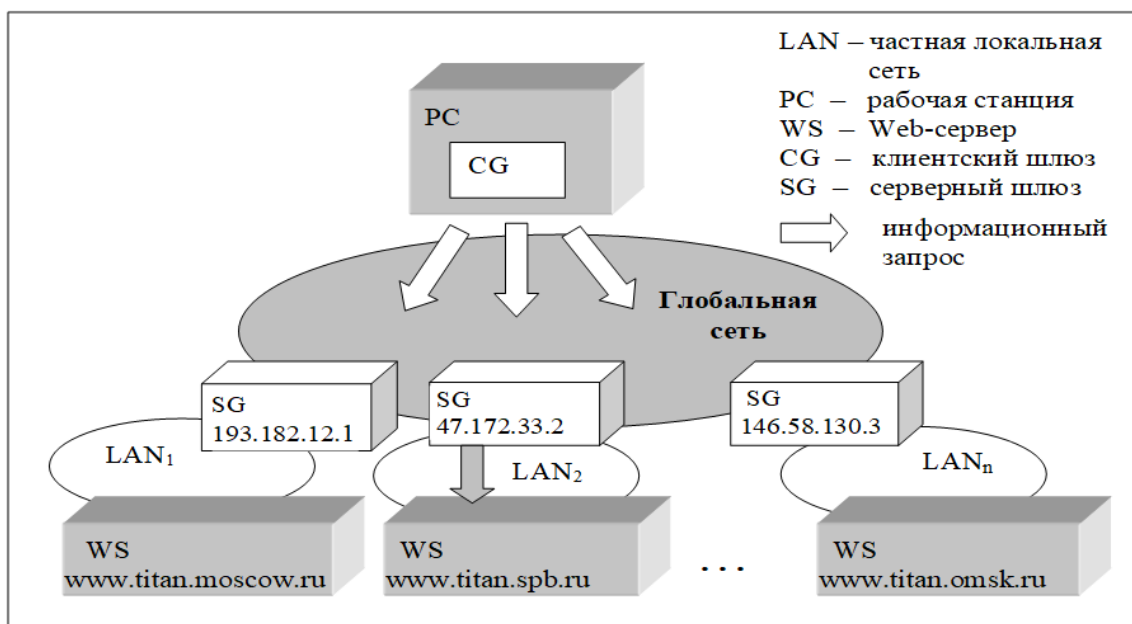 LAN – частная локальная
сеть
PC – рабочая станция
WS – Web-сервер
CG – клиентский шлюз
SG – серверный шлюз
информационный
запрос
PC
CG
Глобальная
сеть
SG
193.182.12.1
SG
47.172.33.2
SG
146.58.130.3
LAN₁
LAN₂
LANₙ
WS
www.titan.moscow.ru
WS
www.titan.spb.ru
...
WS
www.titan.omsk.ru